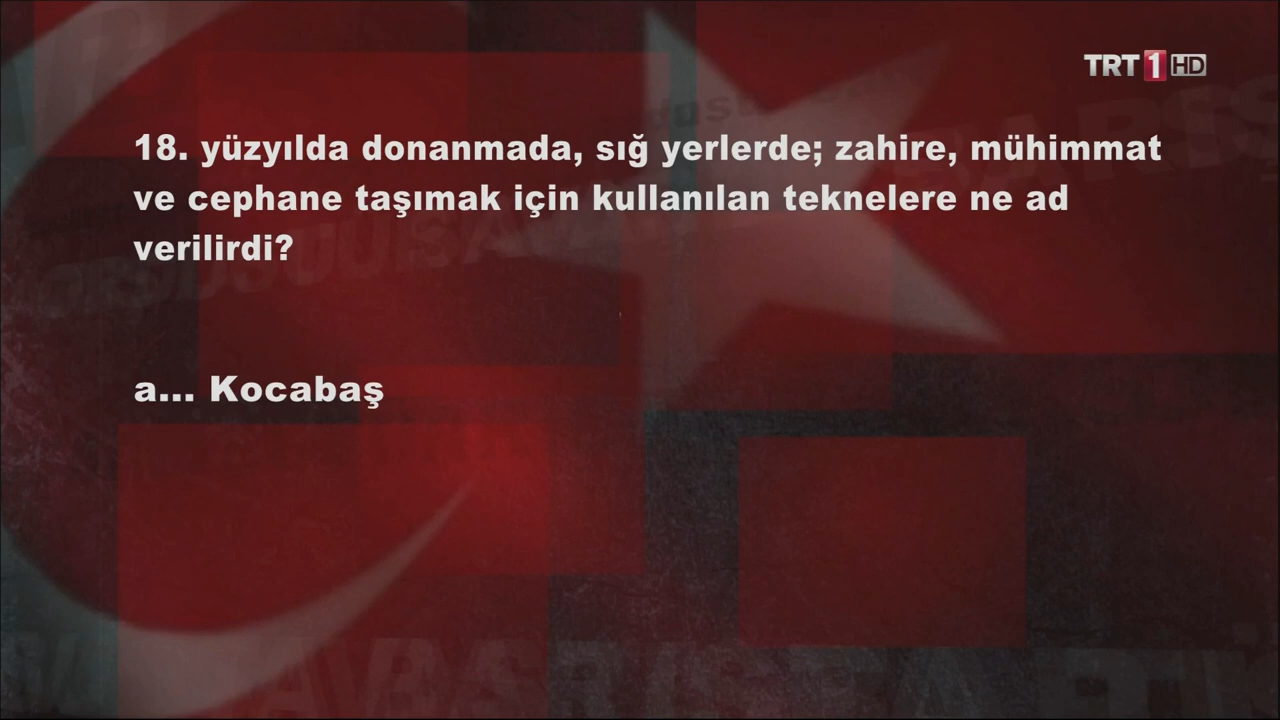 TRT 1 HD
18. yüzyılda donanmada, sığ yerlerde; zahire, mühimmat
ve cephane taşımak için kullanılan teknelere ne ad
verilirdi?
a... Kocabaş